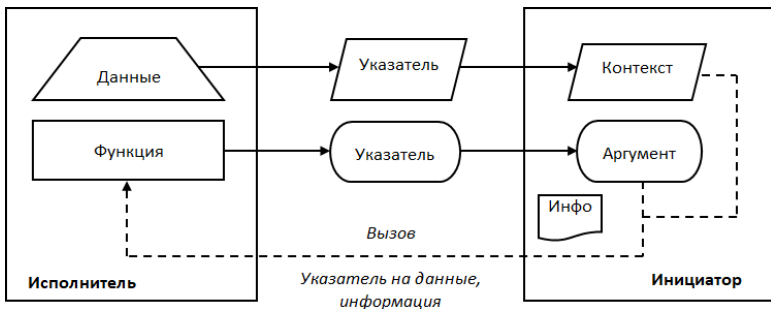 Данные
Указатель
Контекст
Функция
Указатель
Аргумент
Инфо
Вызов
Исполнитель
Указатель на данные,
информация
Инициатор